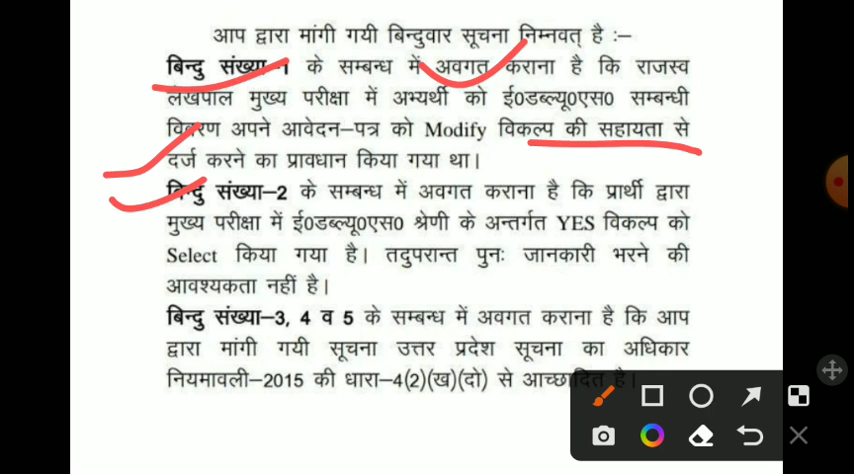 आप द्वारा मांगी गयी बिन्दुवार सूचना निम्नवत् है :–
बिन्दु संख्या–1 के सम्बन्ध में अवगत कराना है कि राजस्व
लेखपाल मुख्य परीक्षा में अभ्यर्थी को ई0डब्ल्यू0एस0 सम्बन्धी
विवरण अपने आवेदन–पत्र को Modify विकल्प की सहायता से
दर्ज करने का प्रावधान किया गया था।
बिन्दु संख्या–2 के सम्बन्ध में अवगत कराना है कि प्रार्थी द्वारा
मुख्य परीक्षा में ई0डब्ल्यू0एस0 श्रेणी के अन्तर्गत YES विकल्प को
Select किया गया है। तदुपरान्त पुनः जानकारी भरने की
आवश्यकता नहीं है।
बिन्दु संख्या–3, 4 व 5 के सम्बन्ध में अवगत कराना है कि आप
द्वारा मांगी गयी सूचना उत्तर प्रदेश सूचना का अधिकार
नियमावली–2015 की धारा–4(2)(ख)(दो) से आच्छादित है।